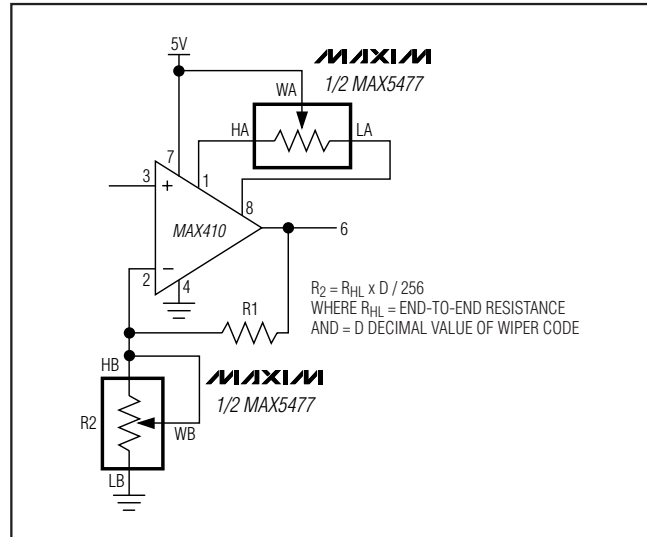 5V
MAXIM
1/2 MAX5477
WA
HA
LA
7
1
3
+
8
MAX410
6
2
−
4
R1
R2 = RHL x D / 256
WHERE RHL = END-TO-END RESISTANCE
AND = D DECIMAL VALUE OF WIPER CODE
HB
MAXIM
1/2 MAX5477
R2
WB
LB